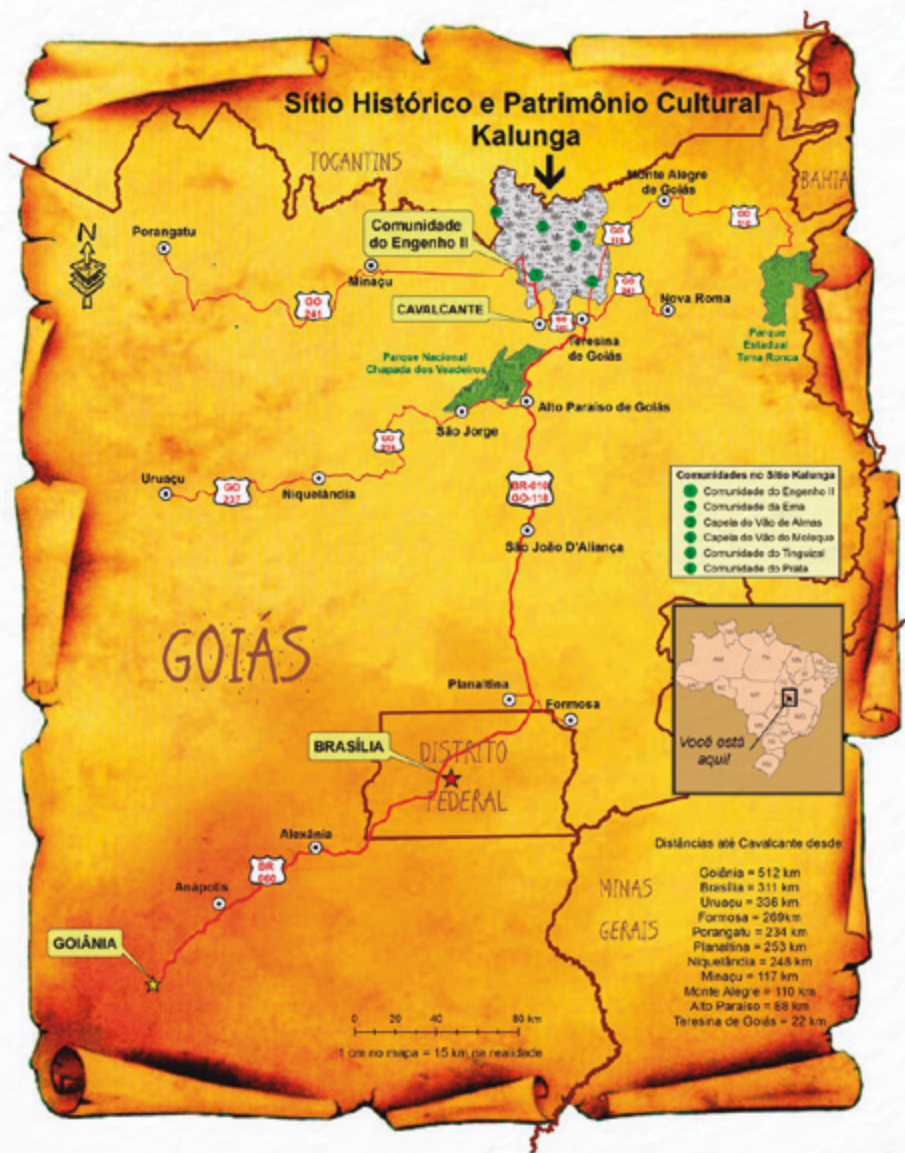 Sítio Histórico e Patrimônio Cultural
Kalunga
TOCANTINS
BAHIA
Monte Alegre
de Goiás
GO
118
N
Porangatu
Comunidade
do Engenho II
Minaçu
GO
241
GO
241
Nova Roma
CAVALCANTE
Teresina
de Goiás
Parque
Estadual
Terra Ronca
Parque Nacional
Chapada dos Veadeiros
Alto Paraíso de Goiás
São Jorge
GO
Uruaçu
GO
237
Niquelândia
BR-010
GO-118
São João D'Aliança
Comunidades no Sítio Kalunga
Comunidade do Engenho II
Comunidade da Ema
Capela do Vão de Almas
Capela do Vão do Moleque
Comunidade do Tinguizal
Comunidade do Prata
GOIÁS
Você está
aqui!
Planaltina
Formosa
BRASÍLIA
DISTRITO
FEDERAL
Alexânia
BR
060
Anápolis
GOIÂNIA
MINAS
GERAIS
Distâncias até Cavalcante desde
Goiânia = 512 km
Brasília = 311 km
Uruaçu = 336 km
Formosa = 269km
Porangatu = 234 km
Planaltina = 253 km
Niquelândia = 248 km
Minaçu = 117 km
Monte Alegre = 110 km
Alto Paraíso = 88 km
Teresina de Goiás = 22 km
0 20 40 80 km
1 cm no mapa = 15 km na realidade